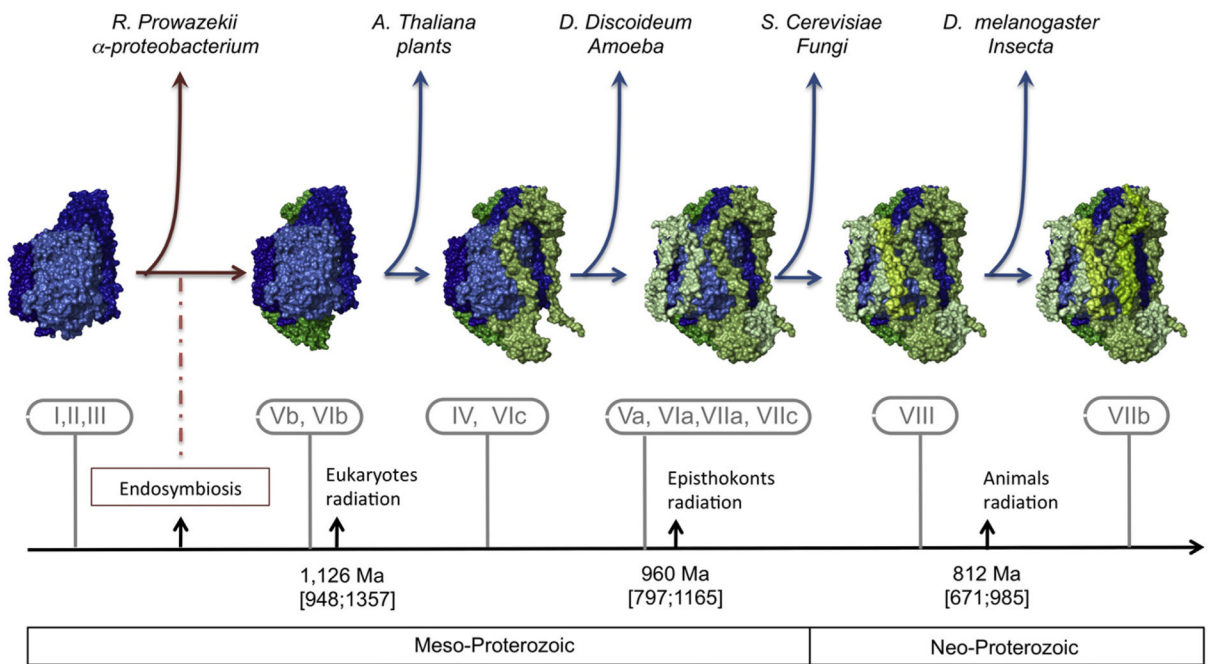 R. Prowazekii
α-proteobacterium
A. Thaliana
plants
D. Discoideum
Amoeba
S. Cerevisiae
Fungi
D. melanogaster
Insecta
I,II,III
Vb, VIb
IV, VIc
Va, VIa,VIIa, VIIc
VIII
VIIb
Endosymbiosis
Eukaryotes
radiation
Episthokonts
radiation
Animals
radiation
1,126 Ma
[948;1357]
960 Ma
[797;1165]
812 Ma
[671;985]
Meso-Proterozoic
Neo-Proterozoic